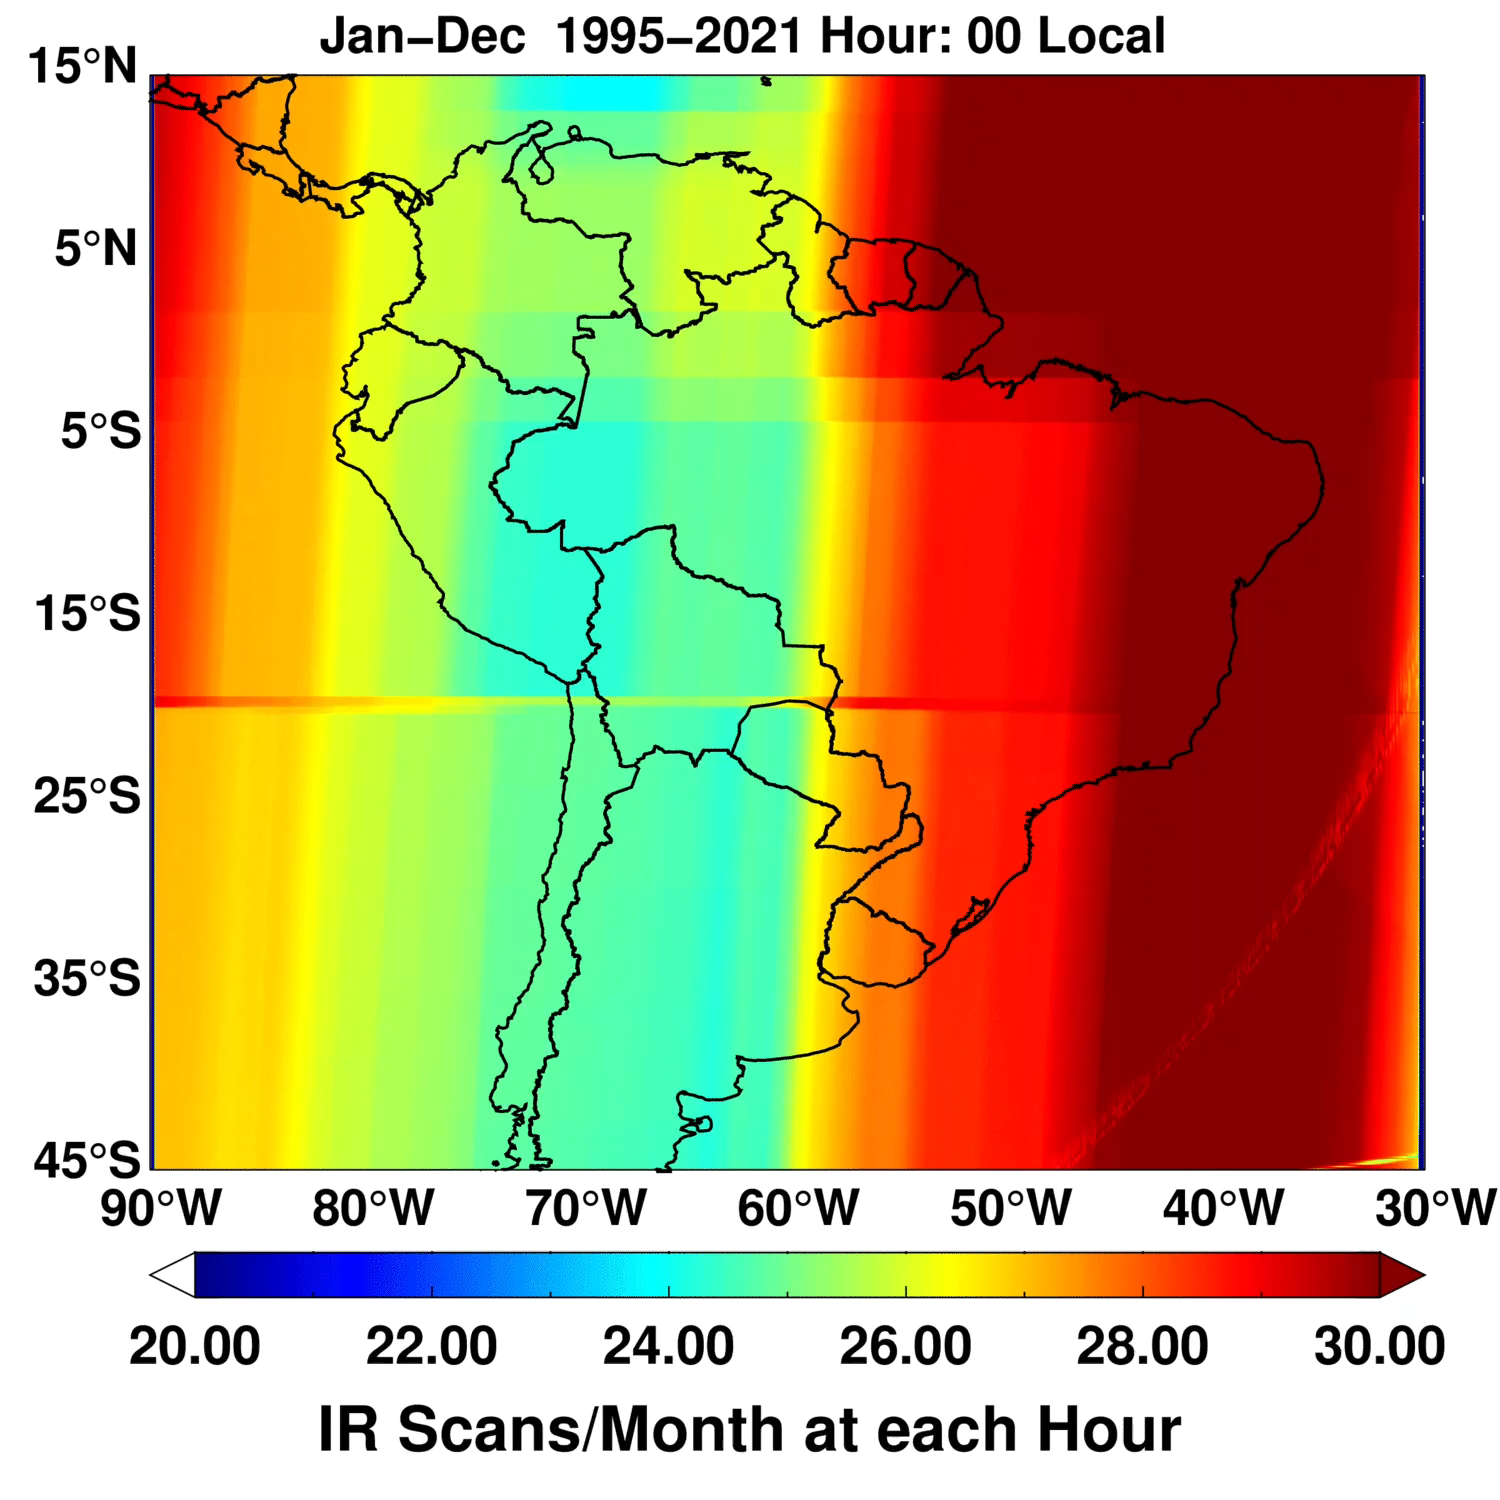 Jan–Dec 1995–2021 Hour: 00 Local
15°N
5°N
5°S
15°S
25°S
35°S
45°S
90°W 80°W 70°W 60°W 50°W 40°W 30°W
20.00 22.00 24.00 26.00 28.00 30.00
IR Scans/Month at each Hour